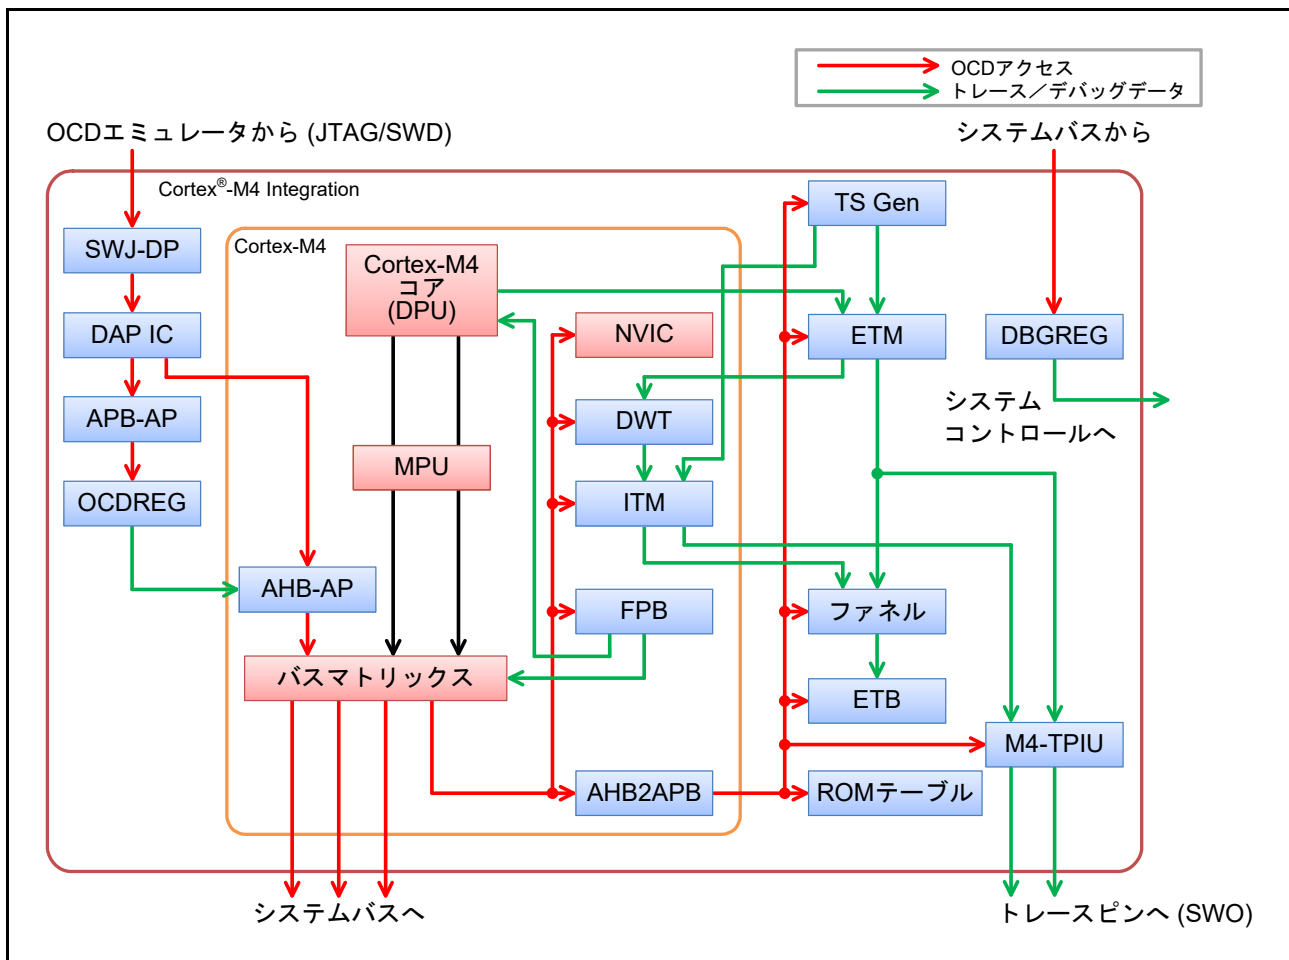 OCDアクセス
トレース／デバッグデータ
OCDエミュレータから (JTAG/SWD)
システムバスから
Cortex®-M4 Integration
TS Gen
SWJ-DP
Cortex-M4
Cortex-M4
コア
(DPU)
DAP IC
NVIC
ETM
DBGREG
APB-AP
DWT
システム
コントロールへ
MPU
OCDREG
ITM
AHB-AP
FPB
ファネル
バスマトリックス
ETB
M4-TPIU
AHB2APB
ROMテーブル
システムバスへ
トレースピンへ (SWO)